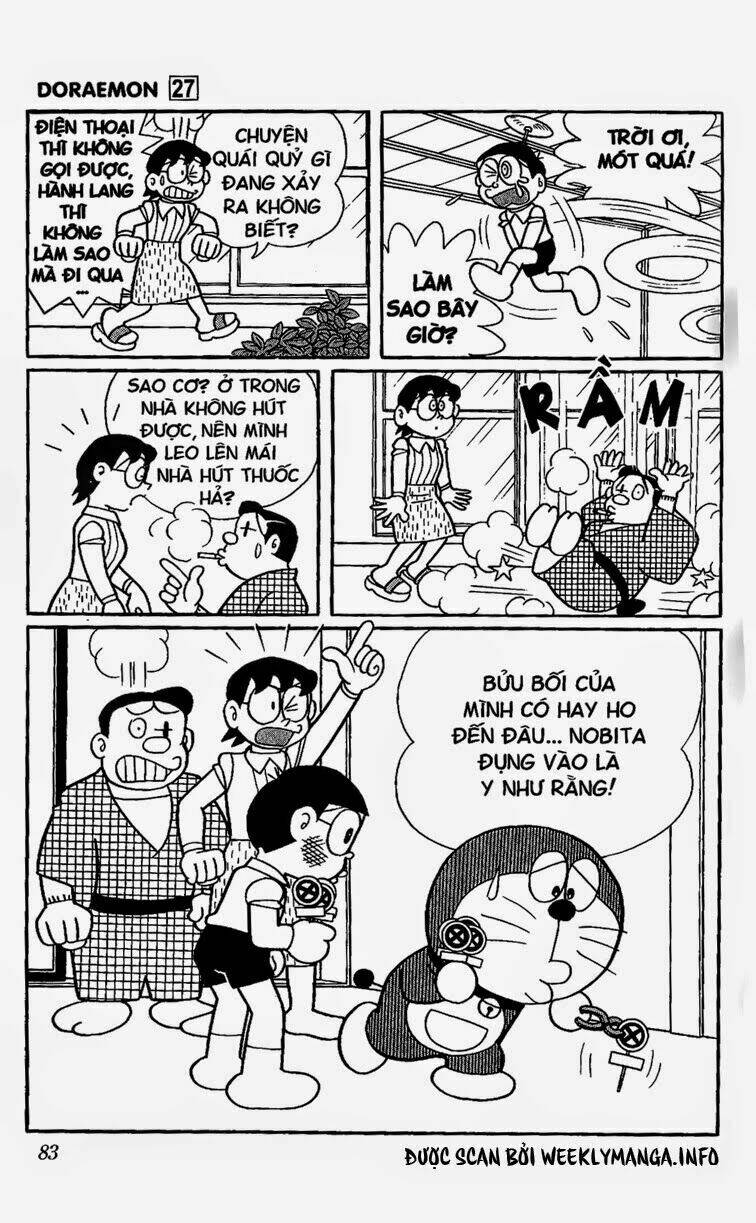 DORAEMON 27
ĐIỆN THOẠI
THÌ KHÔNG
GỌI ĐƯỢC,
HÀNH LANG
THÌ
KHÔNG
LÀM SAO
MÀ ĐI QUA
...
CHUYỆN
QUÁI QUỶ GÌ
ĐANG XẢY
RA KHÔNG
BIẾT?
TRỜI ƠI,
MÓT QUÁ!
LÀM
SAO BÂY
GIỜ?
SAO CƠ? Ở TRONG
NHÀ KHÔNG HÚT
ĐƯỢC, NÊN MÌNH
LEO LÊN MÁI
NHÀ HÚT THUỐC
HẢ?
RẦM
BỬU BỐI CỦA
MÌNH CÓ HAY HO
ĐẾN ĐÂU... NOBITA
ĐỤNG VÀO LÀ
Y NHƯ RẰNG!
83
ĐƯỢC SCAN BỞI WEEKLYMANGA.INFO